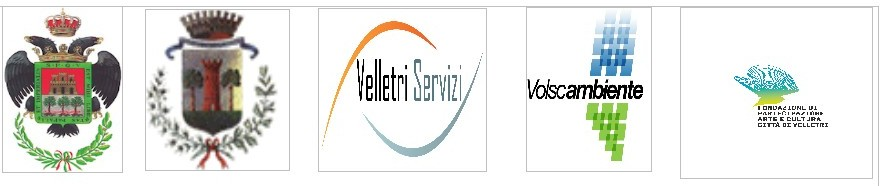 Velletri Servizi
Volscambiente
FONDAZIONE DI
PARTECIPAZIONE
ARTE E CULTURA
CITTÀ DI VELLETRI